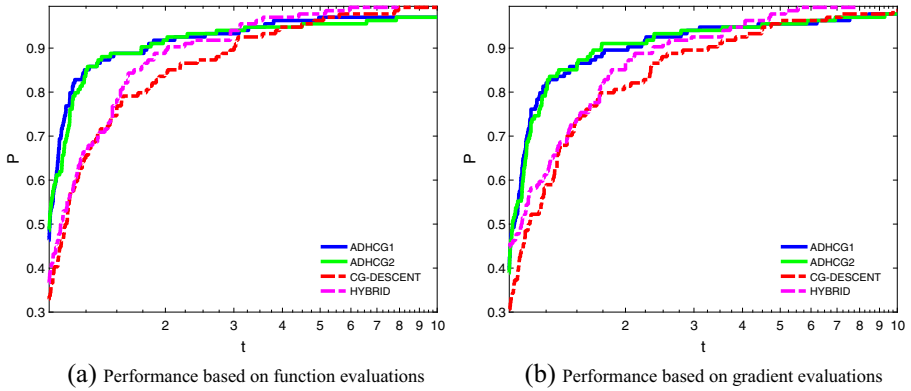 0.9
0.8
0.7
0.6
0.5
0.4
0.3
P
2 3 4 5 6 7 8 9 10
t
ADHCG1
ADHCG2
CG-DESCENT
HYBRID
(a) Performance based on function evaluations
0.9
0.8
0.7
0.6
0.5
0.4
0.3
P
2 3 4 5 6 7 8 9 10
t
ADHCG1
ADHCG2
CG-DESCENT
HYBRID
(b) Performance based on gradient evaluations